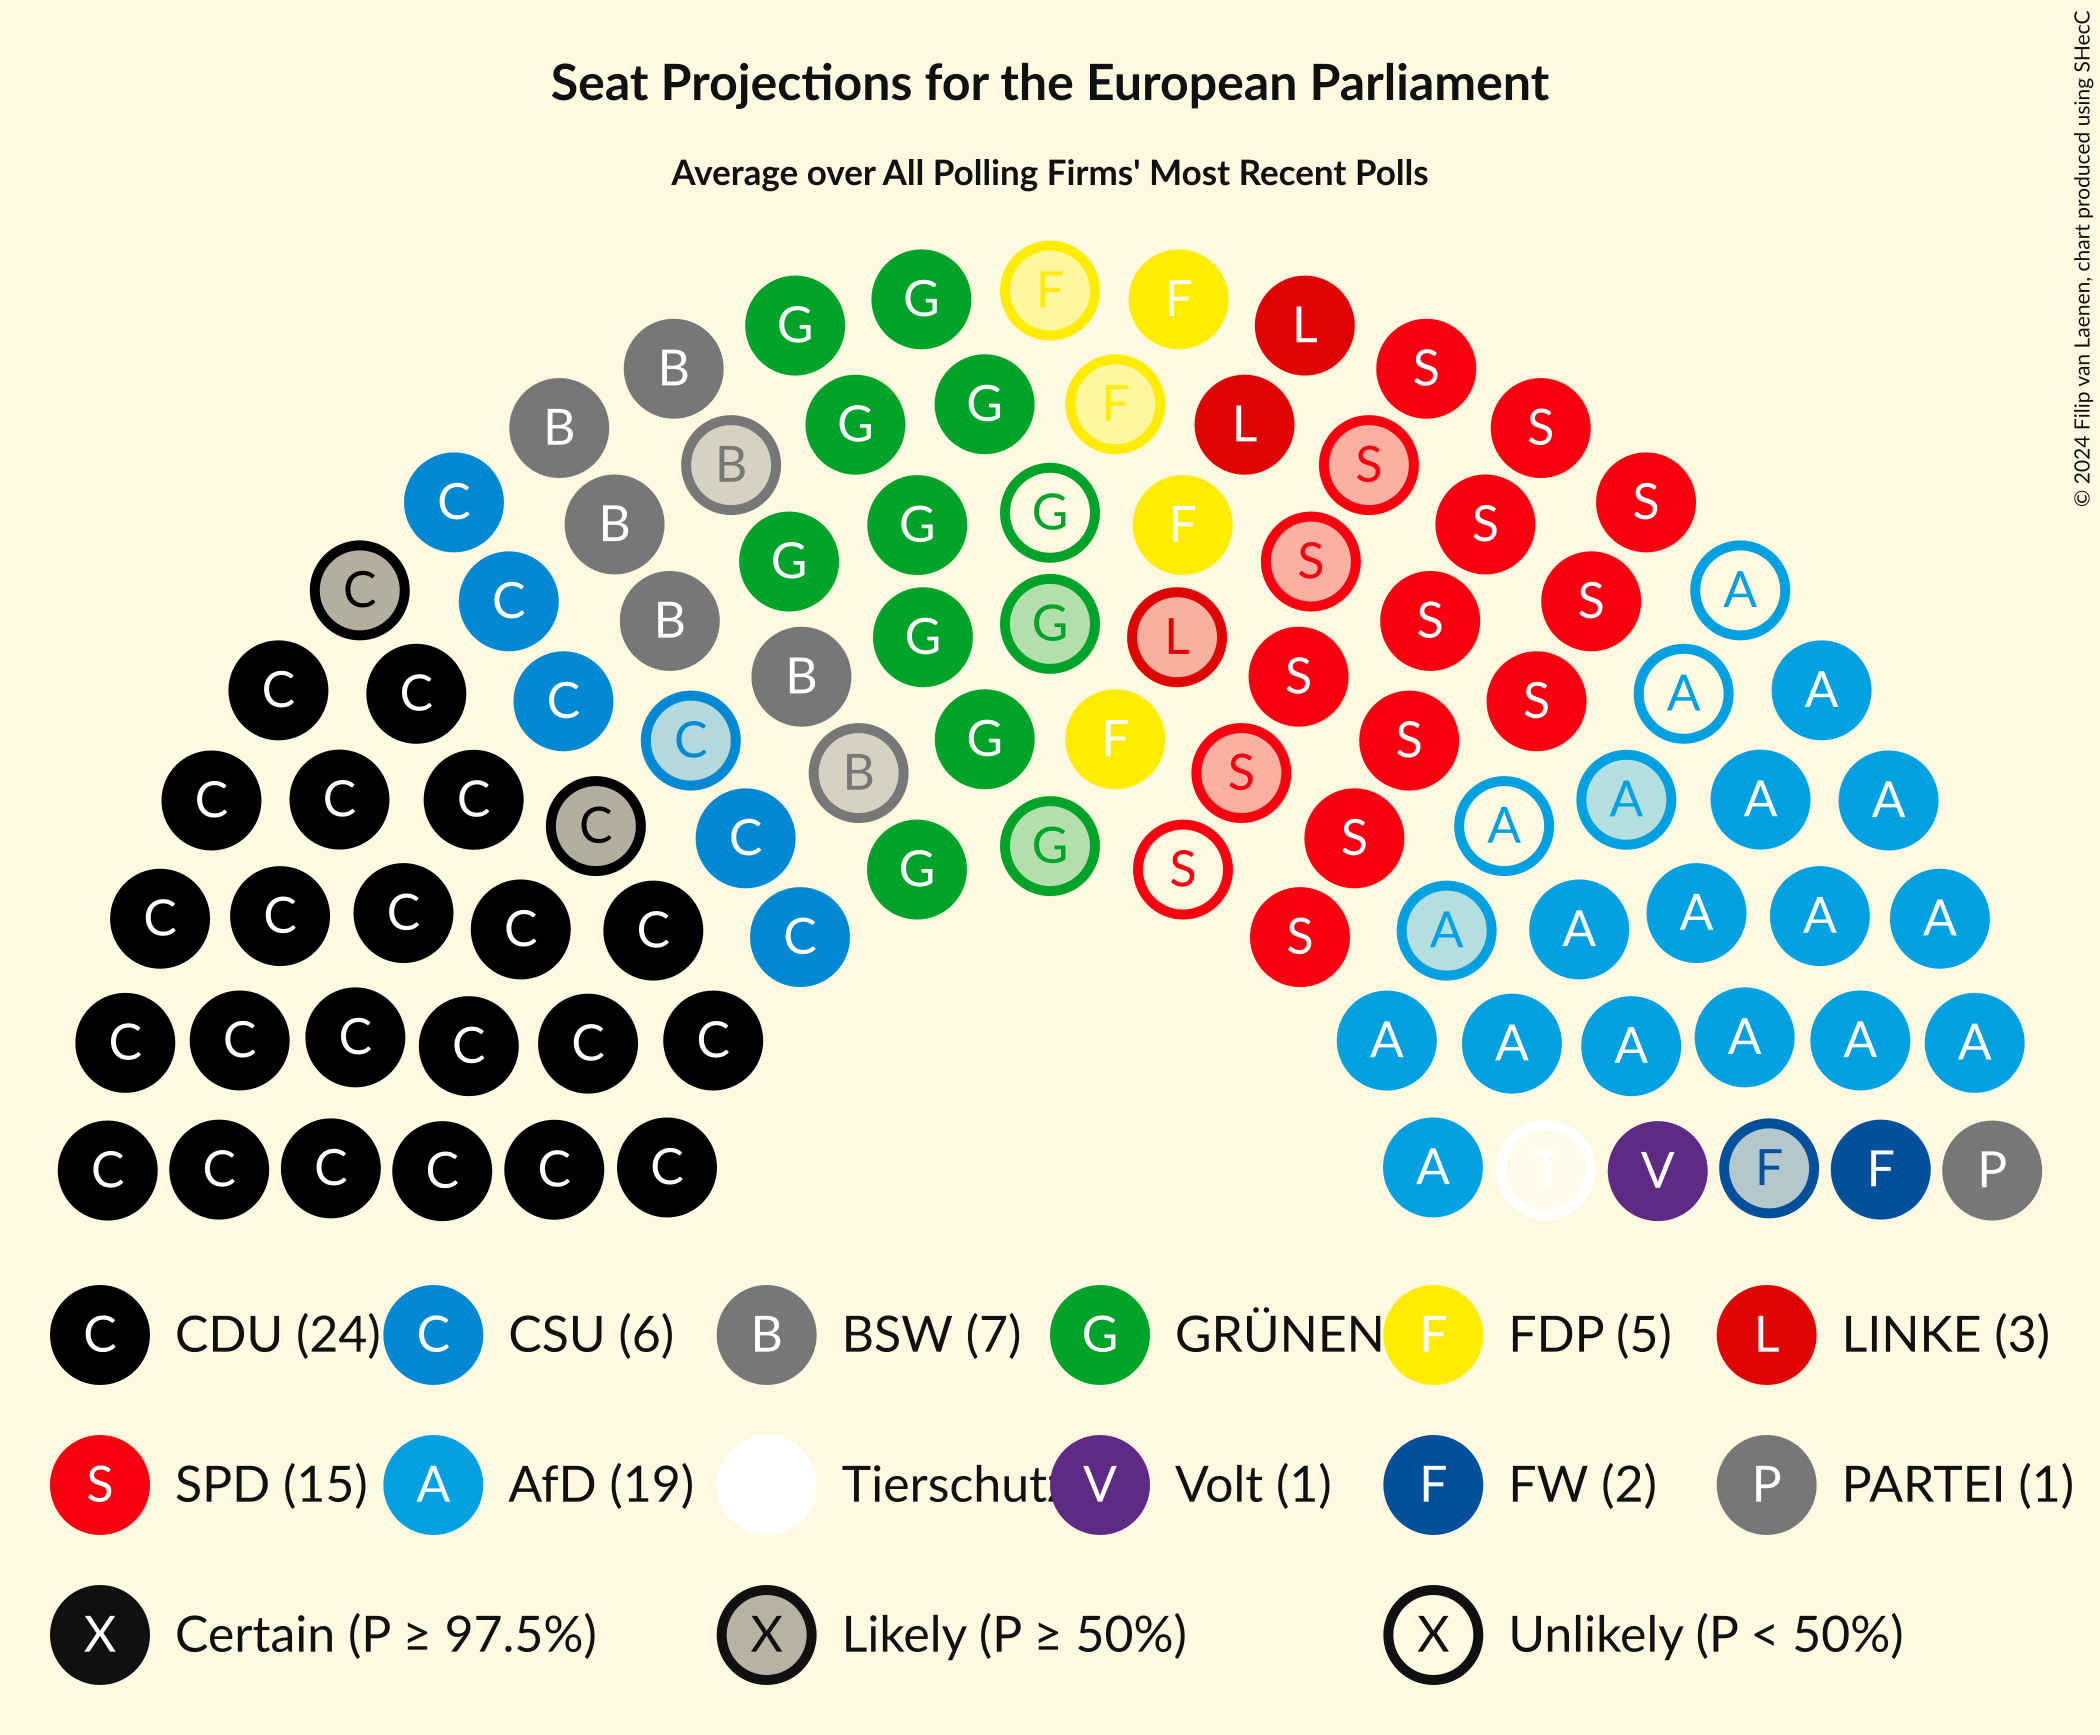 Seat Projections for the European Parliament
Average over All Polling Firms' Most Recent Polls
© 2024 Filip van Laenen, chart produced using SHecC
G F F
G L
B S
G F
B G L S
B S
C G S
B G F S
G S
C C S A
B G S
G L
C C C B S S A A
C G F S
B S
C C C A A A
C C G S A
G S
C C C C C C S A A A A A
C C C C C C A A A A A A
C C C C C C A T V F F P
C CDU (24) C CSU (6) B BSW (7) G GRÜNEN F FDP (5) L LINKE (3)
S SPD (15) A AfD (19) Tierschutz V Volt (1) F FW (2) P PARTEI (1)
X Certain (P ≥ 97.5%) X Likely (P ≥ 50%) X Unlikely (P < 50%)